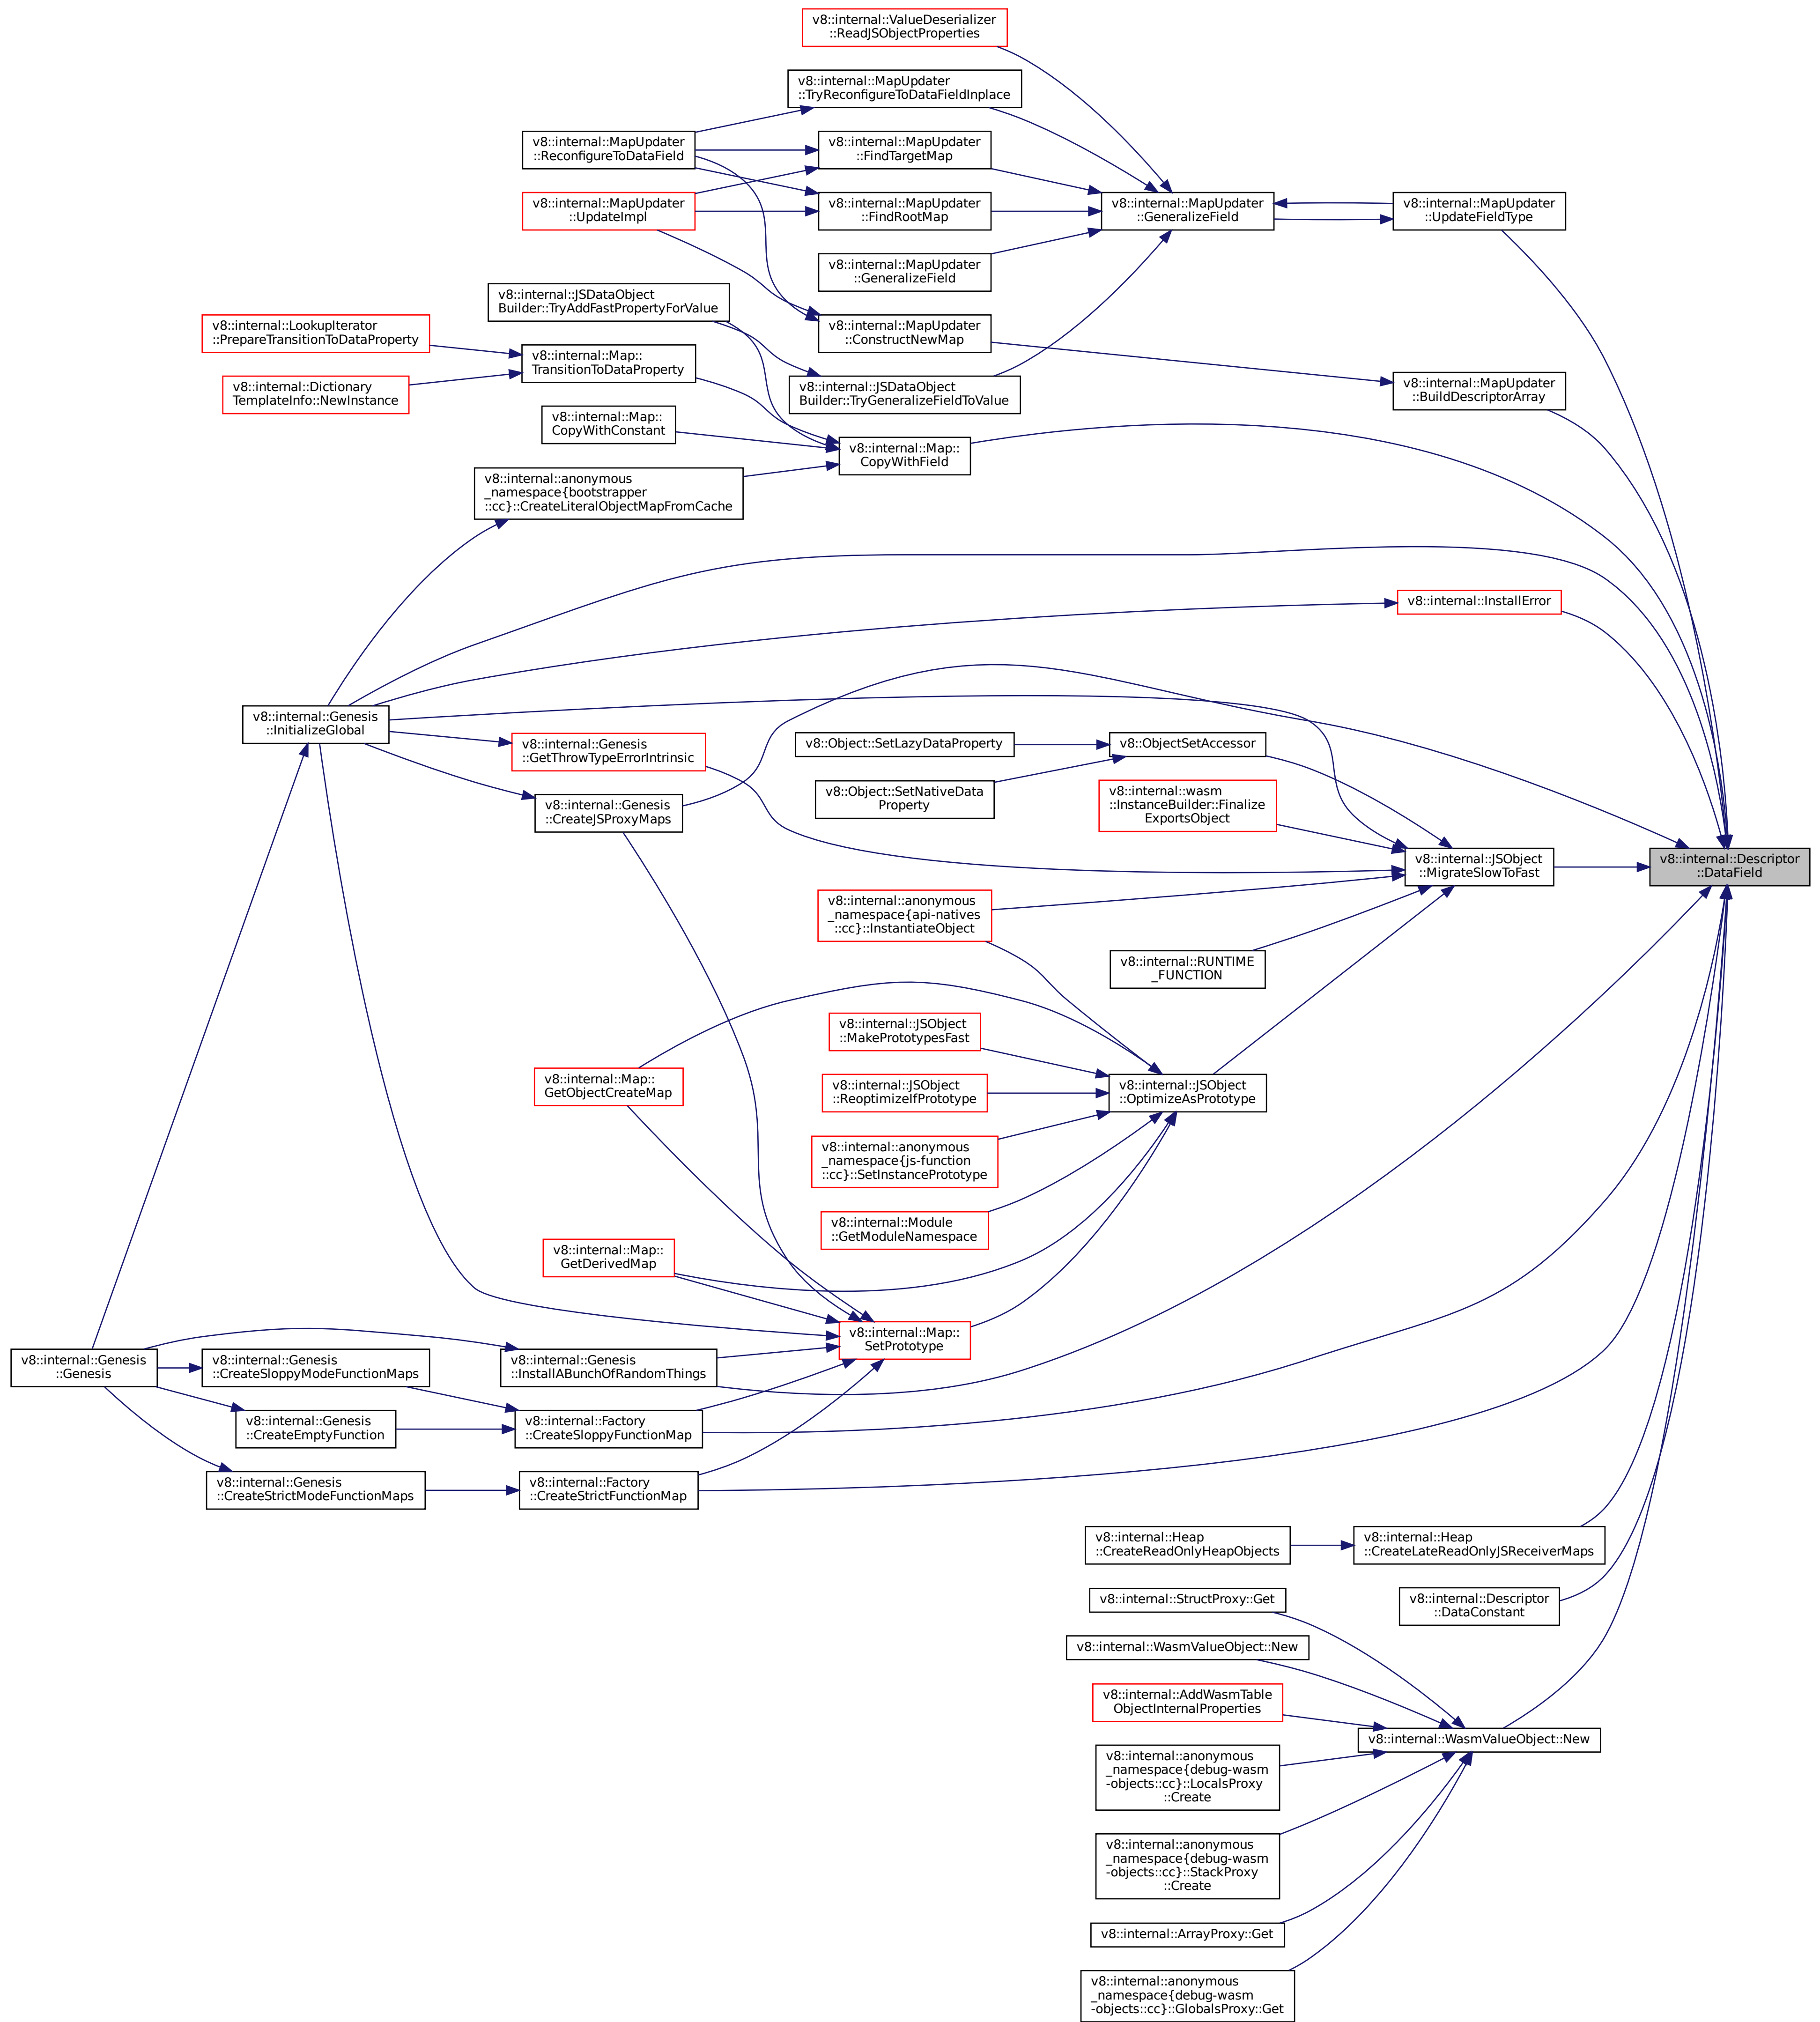 v8::internal::ValueDeserializer
::ReadJSObjectProperties
v8::internal::MapUpdater
::TryReconfigureToDataFieldInplace
v8::internal::MapUpdater
::ReconfigureToDataField
v8::internal::MapUpdater
::FindTargetMap
v8::internal::MapUpdater
::UpdateImpl
v8::internal::MapUpdater
::FindRootMap
v8::internal::MapUpdater
::GeneralizeField
v8::internal::MapUpdater
::UpdateFieldType
v8::internal::MapUpdater
::GeneralizeField
v8::internal::JSDataObject
Builder::TryAddFastPropertyForValue
v8::internal::LookupIterator
::PrepareTransitionToDataProperty
v8::internal::MapUpdater
::ConstructNewMap
v8::internal::Map::
TransitionToDataProperty
v8::internal::Dictionary
TemplateInfo::NewInstance
v8::internal::JSDataObject
Builder::TryGeneralizeFieldToValue
v8::internal::MapUpdater
::BuildDescriptorArray
v8::internal::Map::
CopyWithConstant
v8::internal::Map::
CopyWithField
v8::internal::anonymous
_namespace{bootstrapper
::cc}::CreateLiteralObjectMapFromCache
v8::internal::InstallError
v8::internal::Genesis
::InitializeGlobal
v8::internal::Genesis
::GetThrowTypeErrorIntrinsic
v8::Object::SetLazyDataProperty
v8::ObjectSetAccessor
v8::Object::SetNativeData
Property
v8::internal::wasm
::InstanceBuilder::Finalize
ExportsObject
v8::internal::Genesis
::CreateJSProxyMaps
v8::internal::JSObject
::MigrateSlowToFast
v8::internal::Descriptor
::DataField
v8::internal::anonymous
_namespace{api-natives
::cc}::InstantiateObject
v8::internal::RUNTIME
_FUNCTION
v8::internal::JSObject
::MakePrototypesFast
v8::internal::Map::
GetObjectCreateMap
v8::internal::JSObject
::ReoptimizeIfPrototype
v8::internal::JSObject
::OptimizeAsPrototype
v8::internal::anonymous
_namespace{js-function
::cc}::SetInstancePrototype
v8::internal::Module
::GetModuleNamespace
v8::internal::Map::
GetDerivedMap
v8::internal::Map::
SetPrototype
v8::internal::Genesis
::Genesis
v8::internal::Genesis
::CreateSloppyModeFunctionMaps
v8::internal::Genesis
::InstallABunchOfRandomThings
v8::internal::Genesis
::CreateEmptyFunction
v8::internal::Factory
::CreateSloppyFunctionMap
v8::internal::Genesis
::CreateStrictModeFunctionMaps
v8::internal::Factory
::CreateStrictFunctionMap
v8::internal::Heap
::CreateReadOnlyHeapObjects
v8::internal::Heap
::CreateLateReadOnlyJSReceiverMaps
v8::internal::StructProxy::Get
v8::internal::Descriptor
::DataConstant
v8::internal::WasmValueObject::New
v8::internal::AddWasmTable
ObjectInternalProperties
v8::internal::WasmValueObject::New
v8::internal::anonymous
_namespace{debug-wasm
-objects::cc}::LocalsProxy
::Create
v8::internal::anonymous
_namespace{debug-wasm
-objects::cc}::StackProxy
::Create
v8::internal::ArrayProxy::Get
v8::internal::anonymous
_namespace{debug-wasm
-objects::cc}::GlobalsProxy::Get